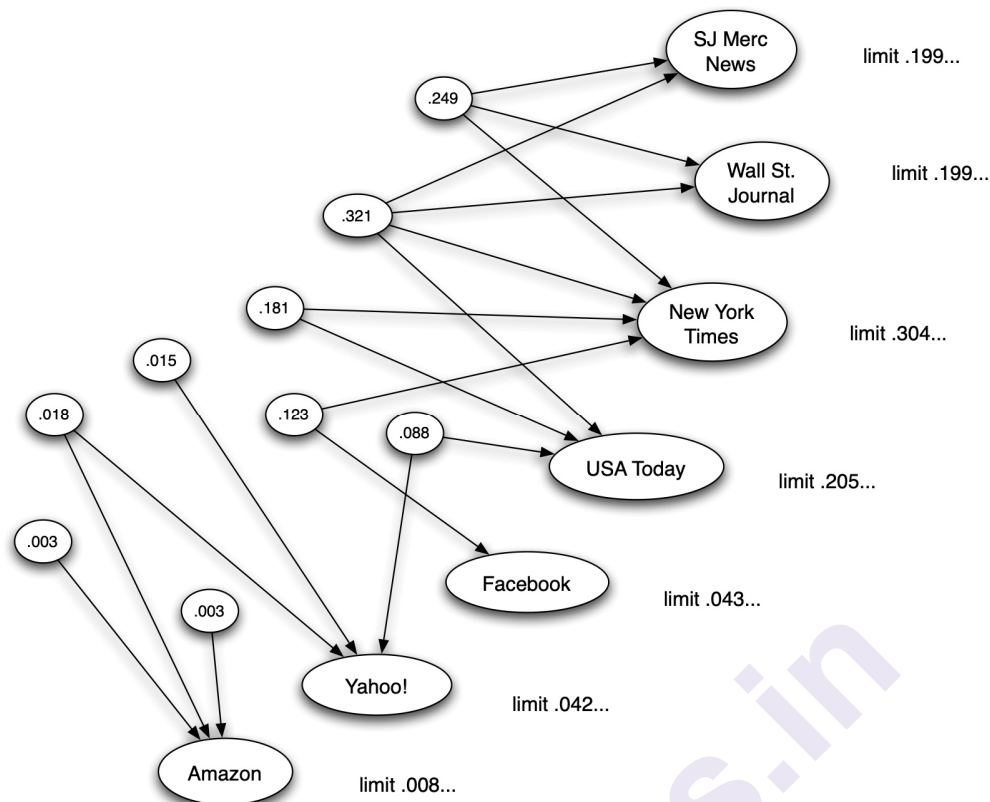 SJ Merc
News
limit .199...
.249
Wall St.
Journal
limit .199...
.321
.181
New York
Times
limit .304...
.015
.018
.123
.088
USA Today
limit .205...
.003
Facebook
limit .043...
.003
Yahoo!
limit .042...
Amazon
limit .008...
s.in